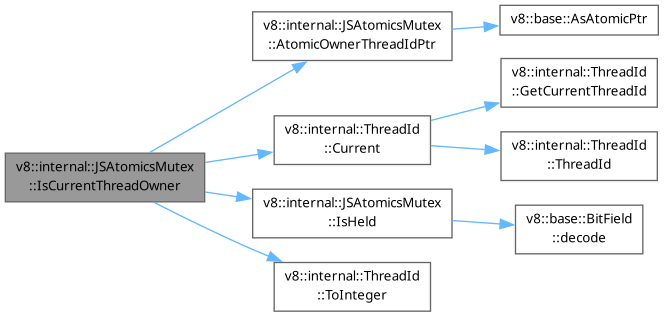 v8::internal::JSAtomicsMutex
::IsCurrentThreadOwner
v8::internal::JSAtomicsMutex
::AtomicOwnerThreadIdPtr
v8::base::AsAtomicPtr
v8::internal::ThreadId
::Current
v8::internal::ThreadId
::GetCurrentThreadId
v8::internal::ThreadId
::ThreadId
v8::internal::JSAtomicsMutex
::IsHeld
v8::base::BitField
::decode
v8::internal::ThreadId
::ToInteger